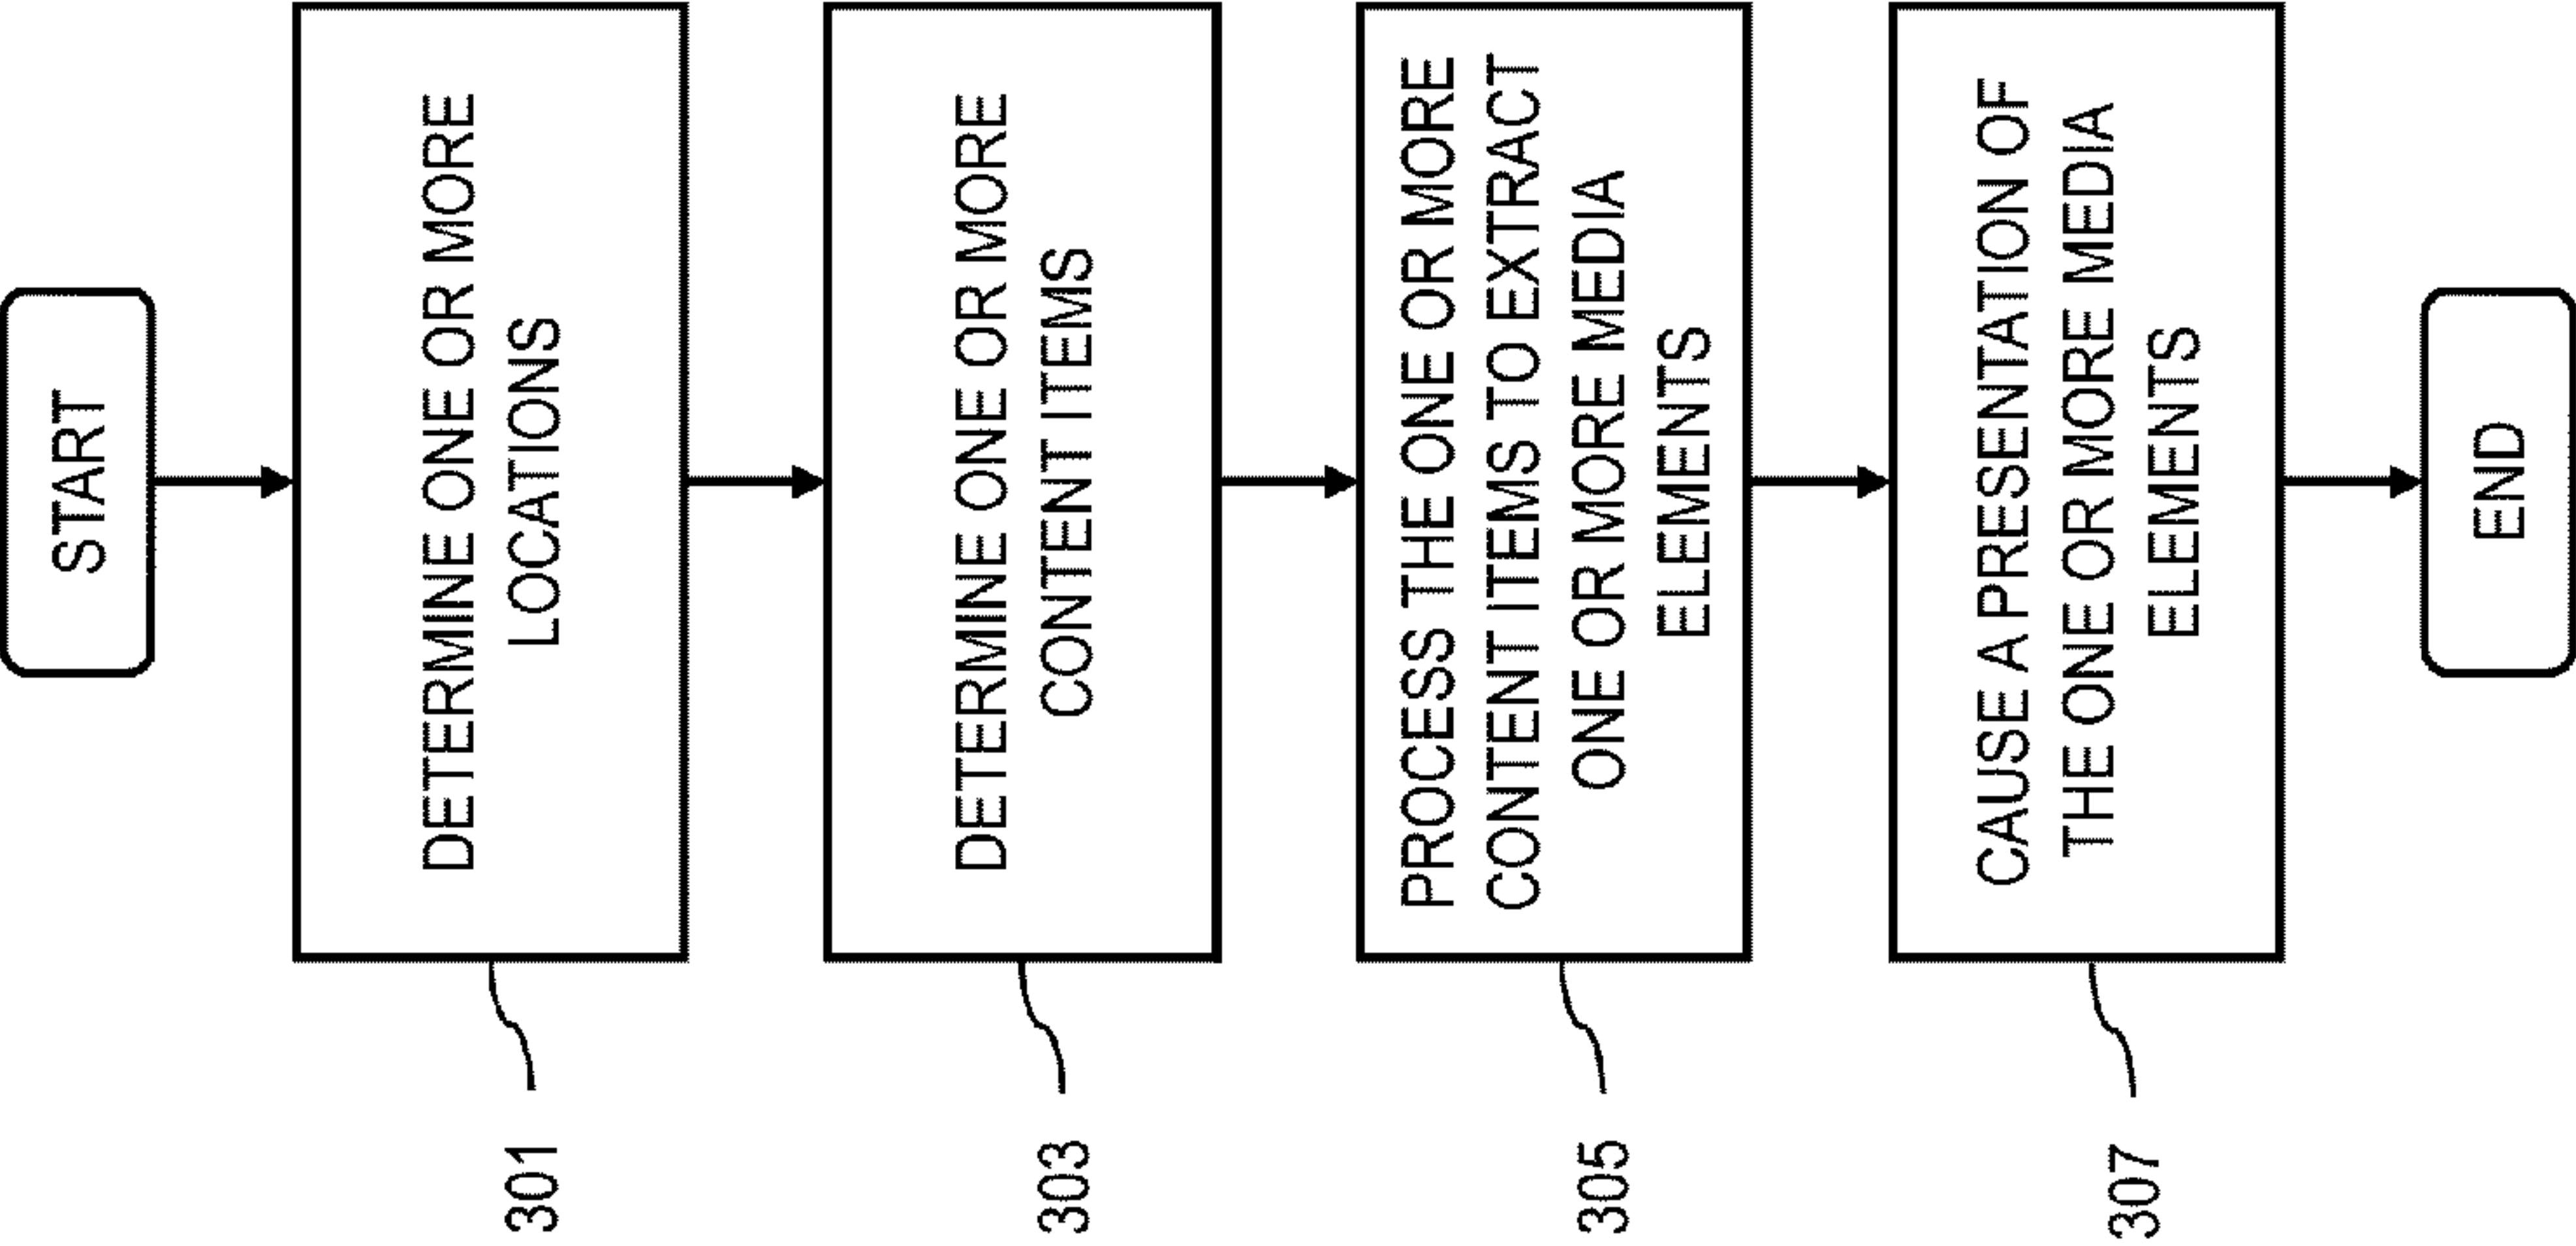 START
301
DETERMINE ONE OR MORE
LOCATIONS
303
DETERMINE ONE OR MORE
CONTENT ITEMS
305
PROCESS THE ONE OR MORE
CONTENT ITEMS TO EXTRACT
ONE OR MORE MEDIA
ELEMENTS
307
CAUSE A PRESENTATION OF
THE ONE OR MORE MEDIA
ELEMENTS
END